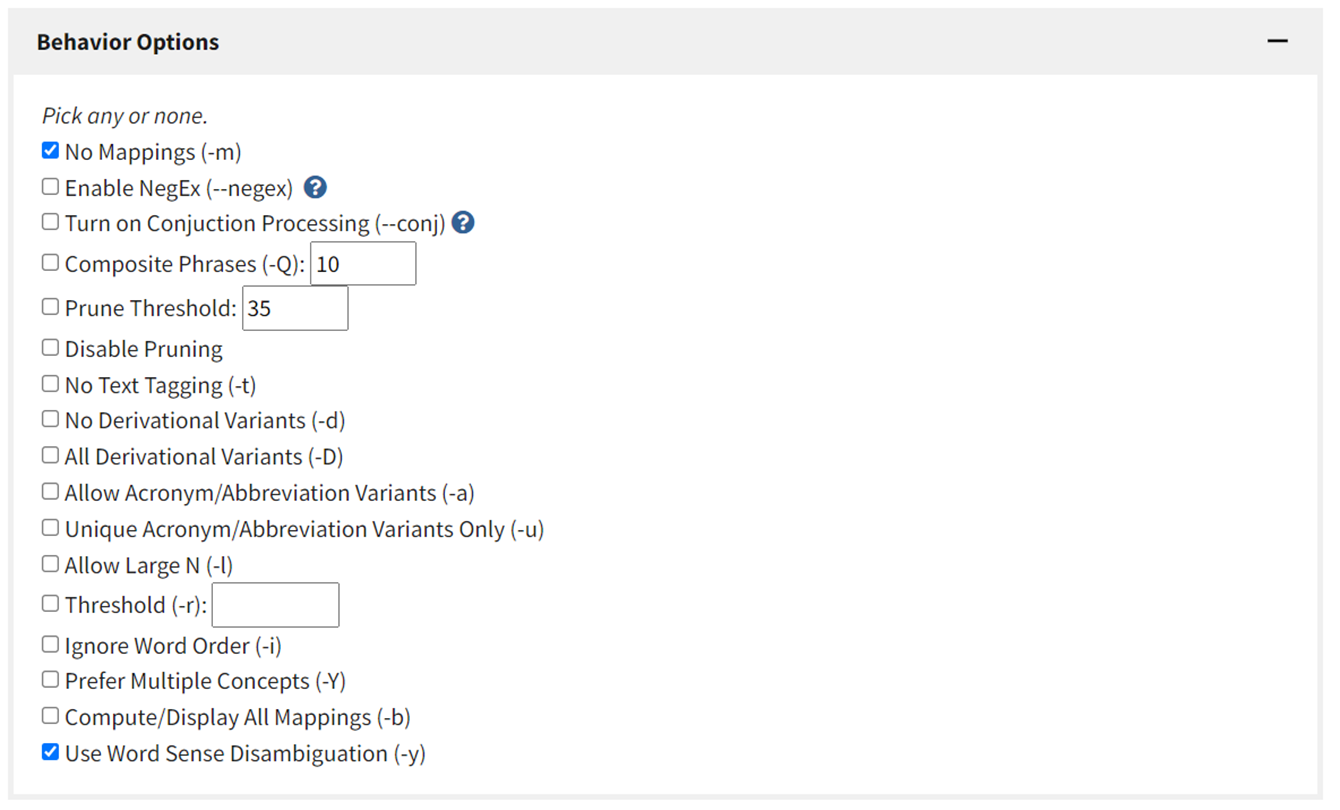 Behavior Options
Pick any or none.
No Mappings (-m)
Enable NegEx (--negex) ?
Turn on Conjuction Processing (--conj) ?
Composite Phrases (-Q): 10
Prune Threshold: 35
Disable Pruning
No Text Tagging (-t)
No Derivational Variants (-d)
All Derivational Variants (-D)
Allow Acronym/Abbreviation Variants (-a)
Unique Acronym/Abbreviation Variants Only (-u)
Allow Large N (-l)
Threshold (-r):
Ignore Word Order (-i)
Prefer Multiple Concepts (-Y)
Compute/Display All Mappings (-b)
Use Word Sense Disambiguation (-y)